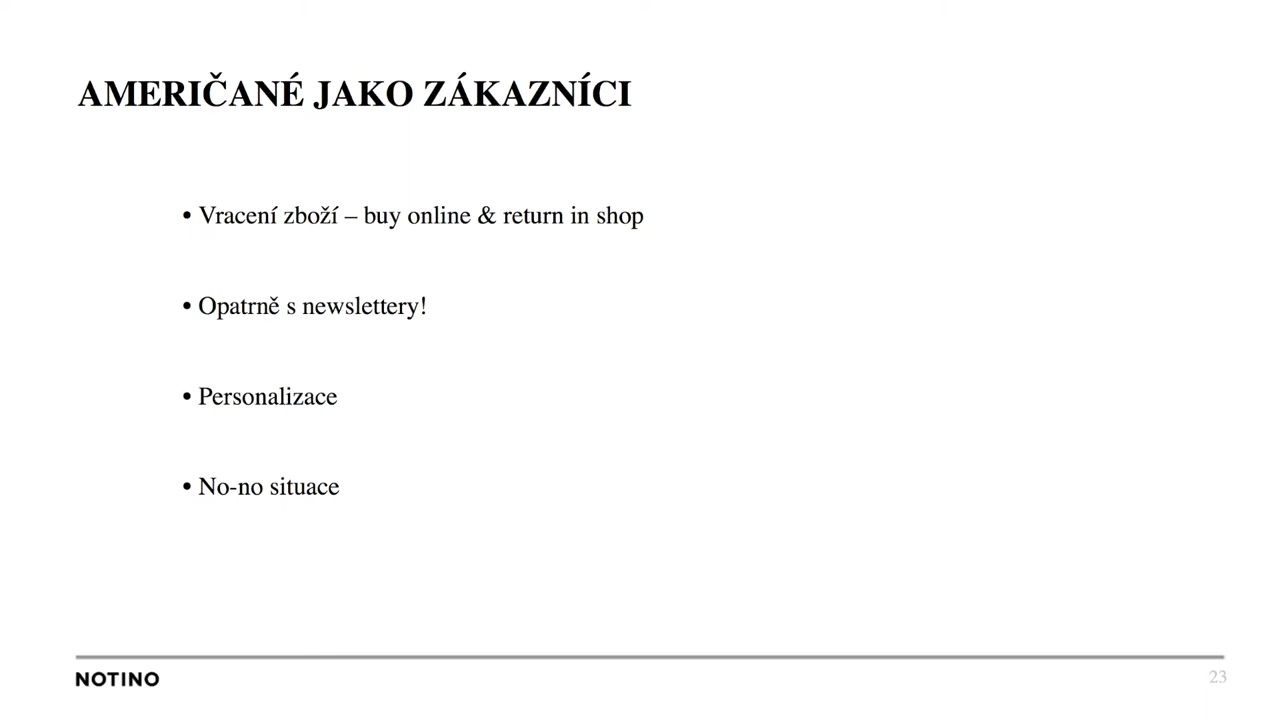 AMERIČANÉ JAKO ZÁKAZNÍCI
• Vracení zboží – buy online & return in shop
• Opatrně s newslettery!
• Personalizace
• No-no situace
NOTINO
23